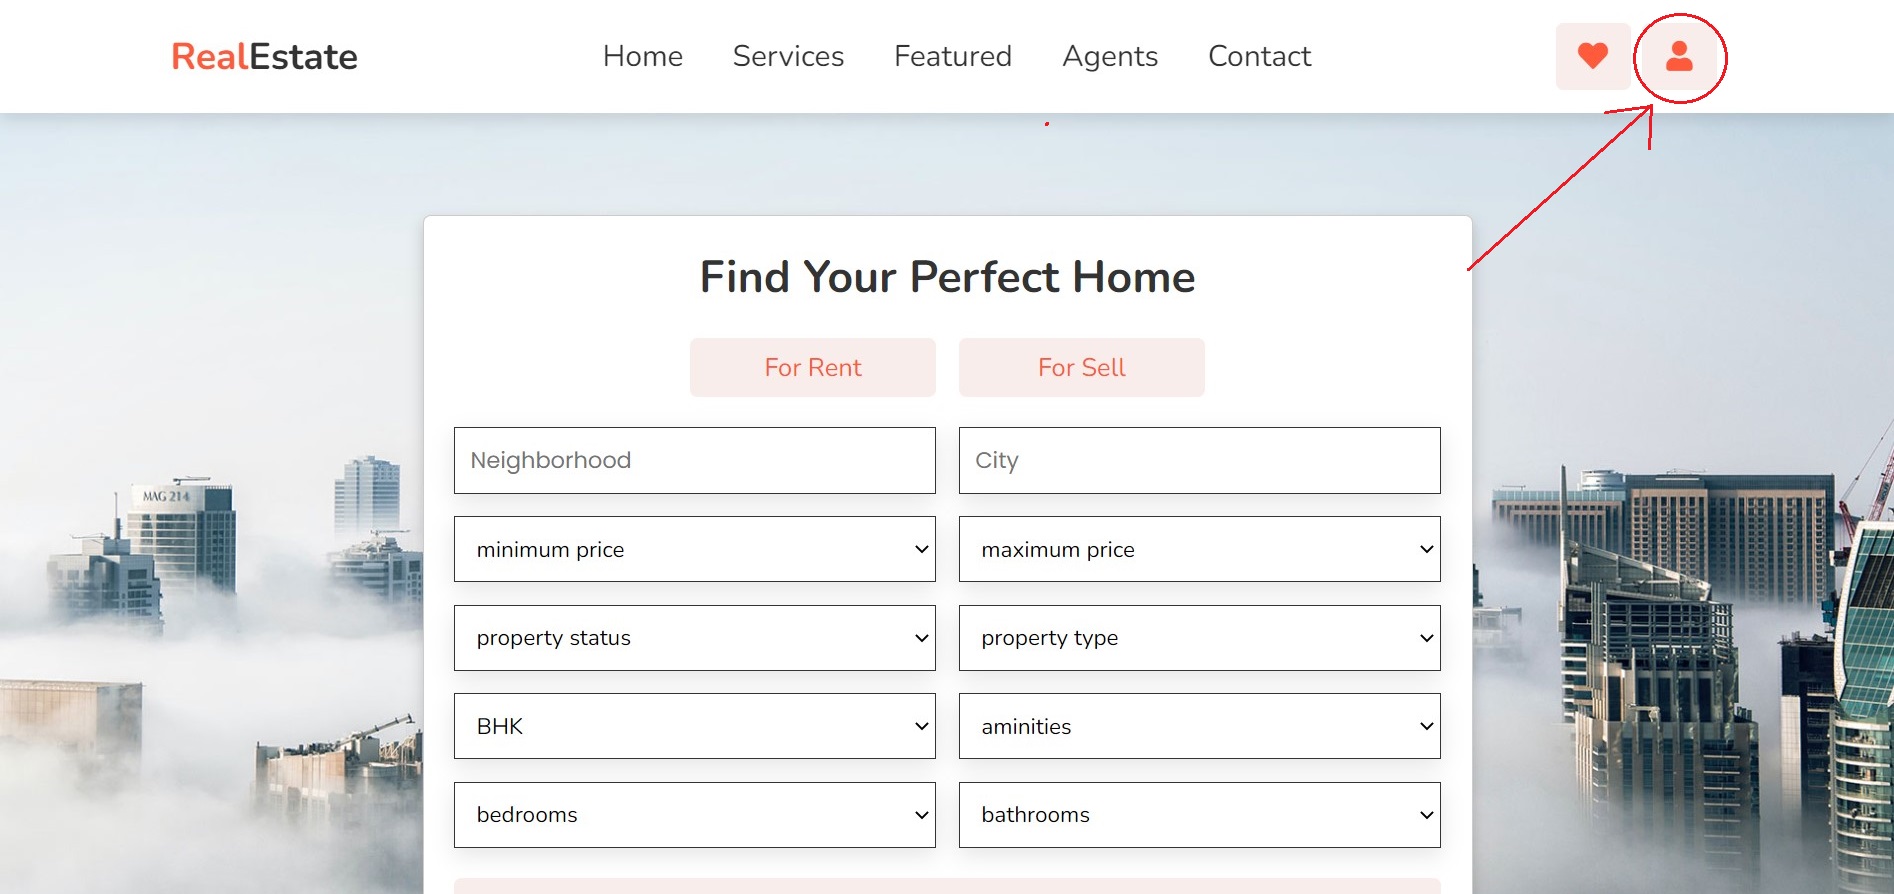 RealEstate Home Services Featured Agents Contact
Find Your Perfect Home
For Rent For Sell
Neighborhood City
minimum price maximum price
property status property type
BHK aminities
bedrooms bathrooms
MAG 214